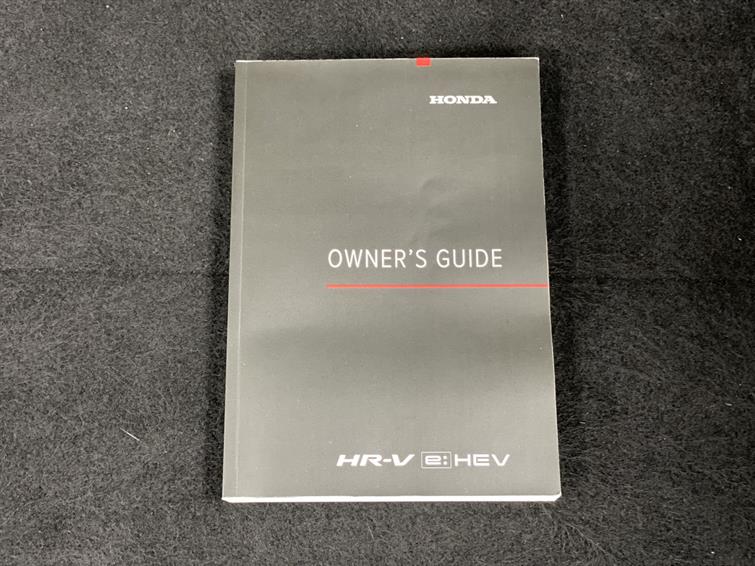 HONDA
OWNER'S GUIDE
HR-V e:HEV